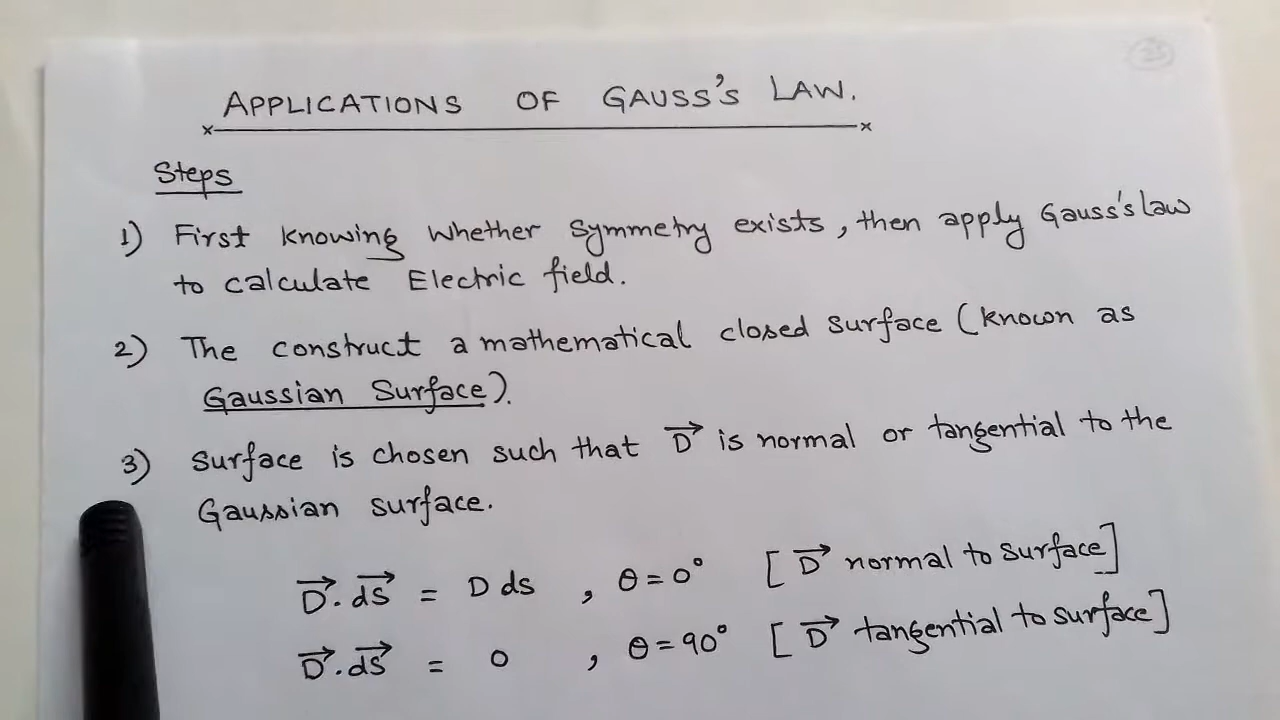 APPLICATIONS OF GAUSS'S LAW.
Steps
1) First knowing whether symmetry exists, then apply Gauss's law
to calculate Electric field.
2) The construct a mathematical closed surface (known as
Gaussian Surface).
3) Surface is chosen such that D⃗ is normal or tangential to the
Gaussian surface.
D⃗. dS⃗ = D ds , θ = 0° [D⃗ normal to surface]
D⃗. dS⃗ = 0 , θ = 90° [D⃗ tangential to surface]